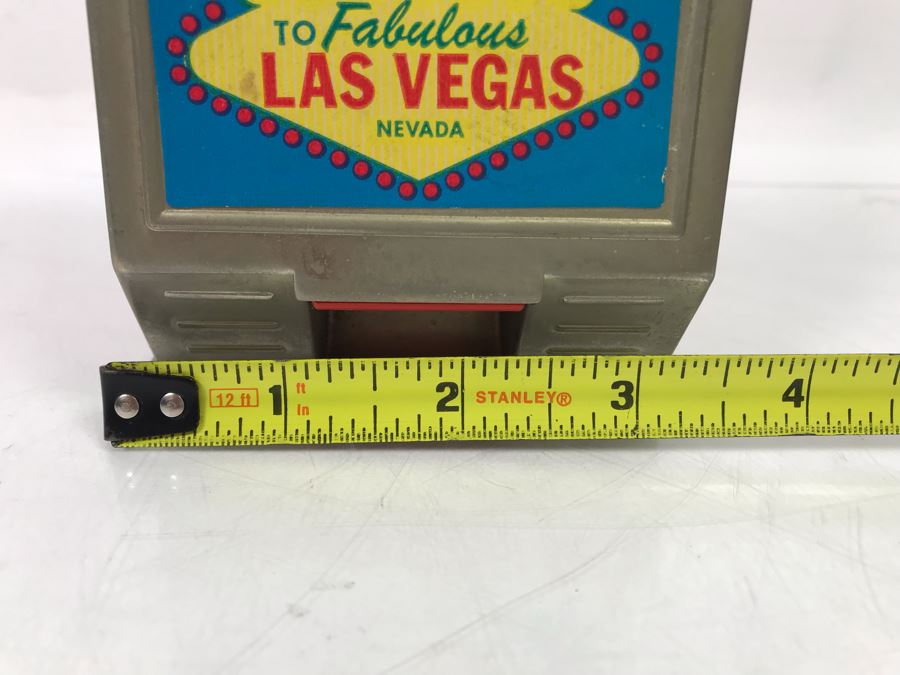 TO Fabulous
LAS VEGAS
NEVADA
12 ft 1 ft in 2 STANLEY® 3 4